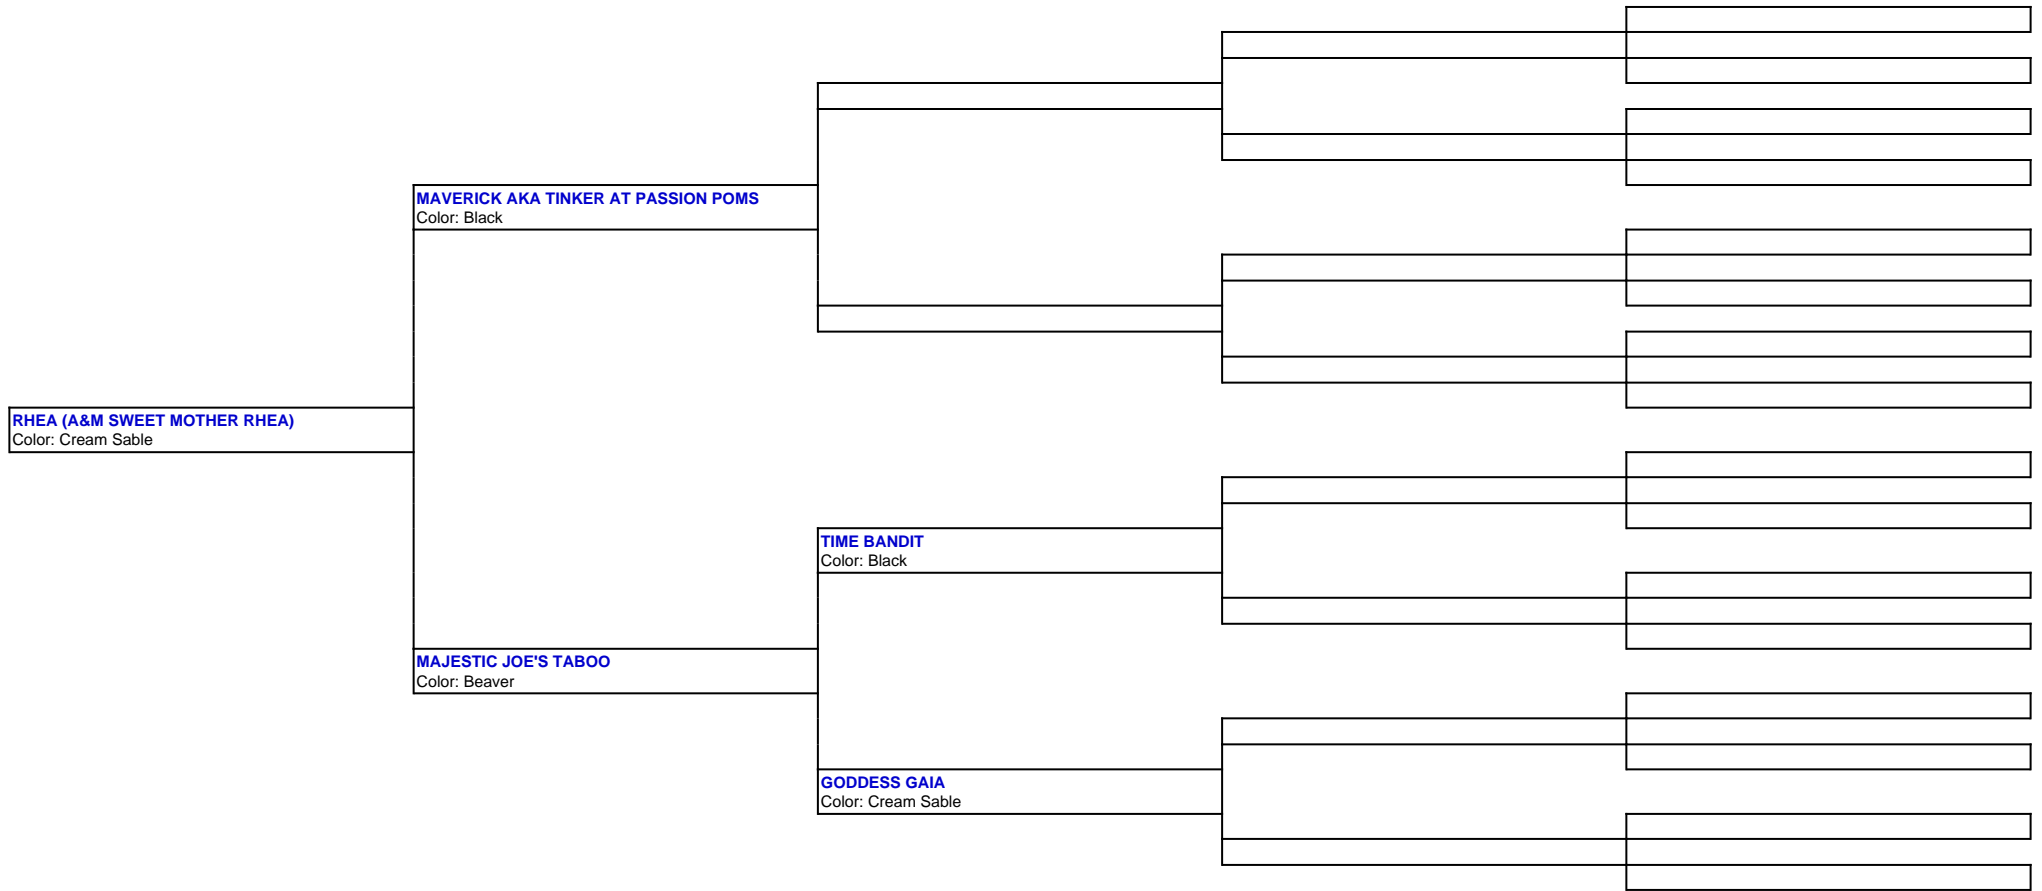 MAVERICK AKA TINKER AT PASSION POMS
Color: Black
RHEA (A&M SWEET MOTHER RHEA)
Color: Cream Sable
TIME BANDIT
Color: Black
MAJESTIC JOE'S TABOO
Color: Beaver
GODDESS GAIA
Color: Cream Sable